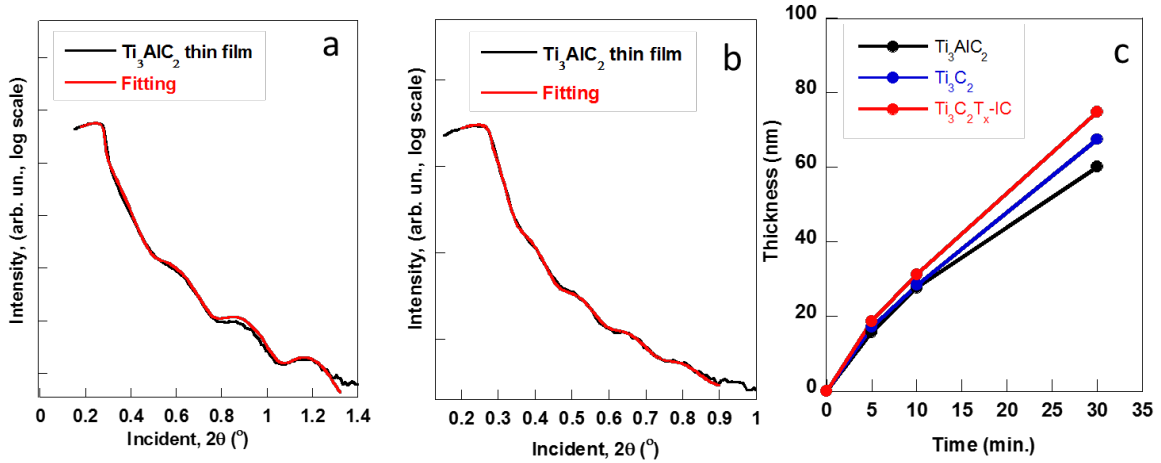 a
Ti3AlC2 thin film
Fitting
Intensity, (arb. un., log scale)
0 0.2 0.4 0.6 0.8 1 1.2 1.4
Incident, 2θ (°)
b
Ti3AlC2 thin film
Fitting
Intensity, (arb. un., log scale)
0.2 0.3 0.4 0.5 0.6 0.7 0.8 0.9 1
Incident, 2θ (°)
c
Ti3AlC2
Ti3C2
Ti3C2Tx-IC
Thickness (nm)
100
80
60
40
20
0
0 5 10 15 20 25 30 35
Time (min.)